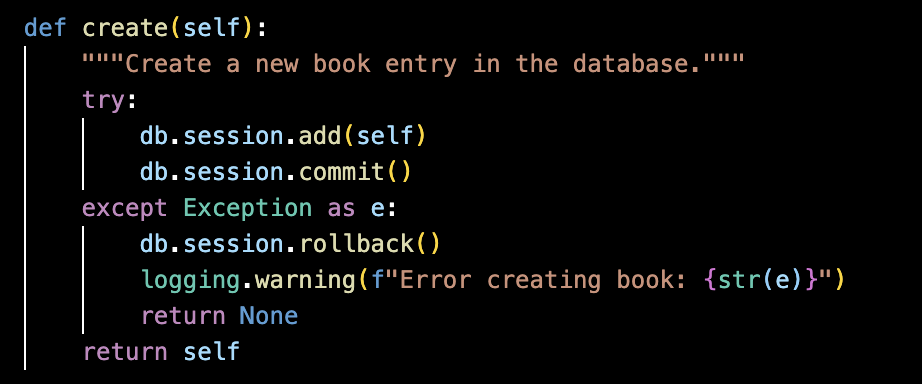 def create(self):
    """Create a new book entry in the database."""
    try:
        db.session.add(self)
        db.session.commit()
    except Exception as e:
        db.session.rollback()
        logging.warning(f"Error creating book: {str(e)}")
        return None
    return self